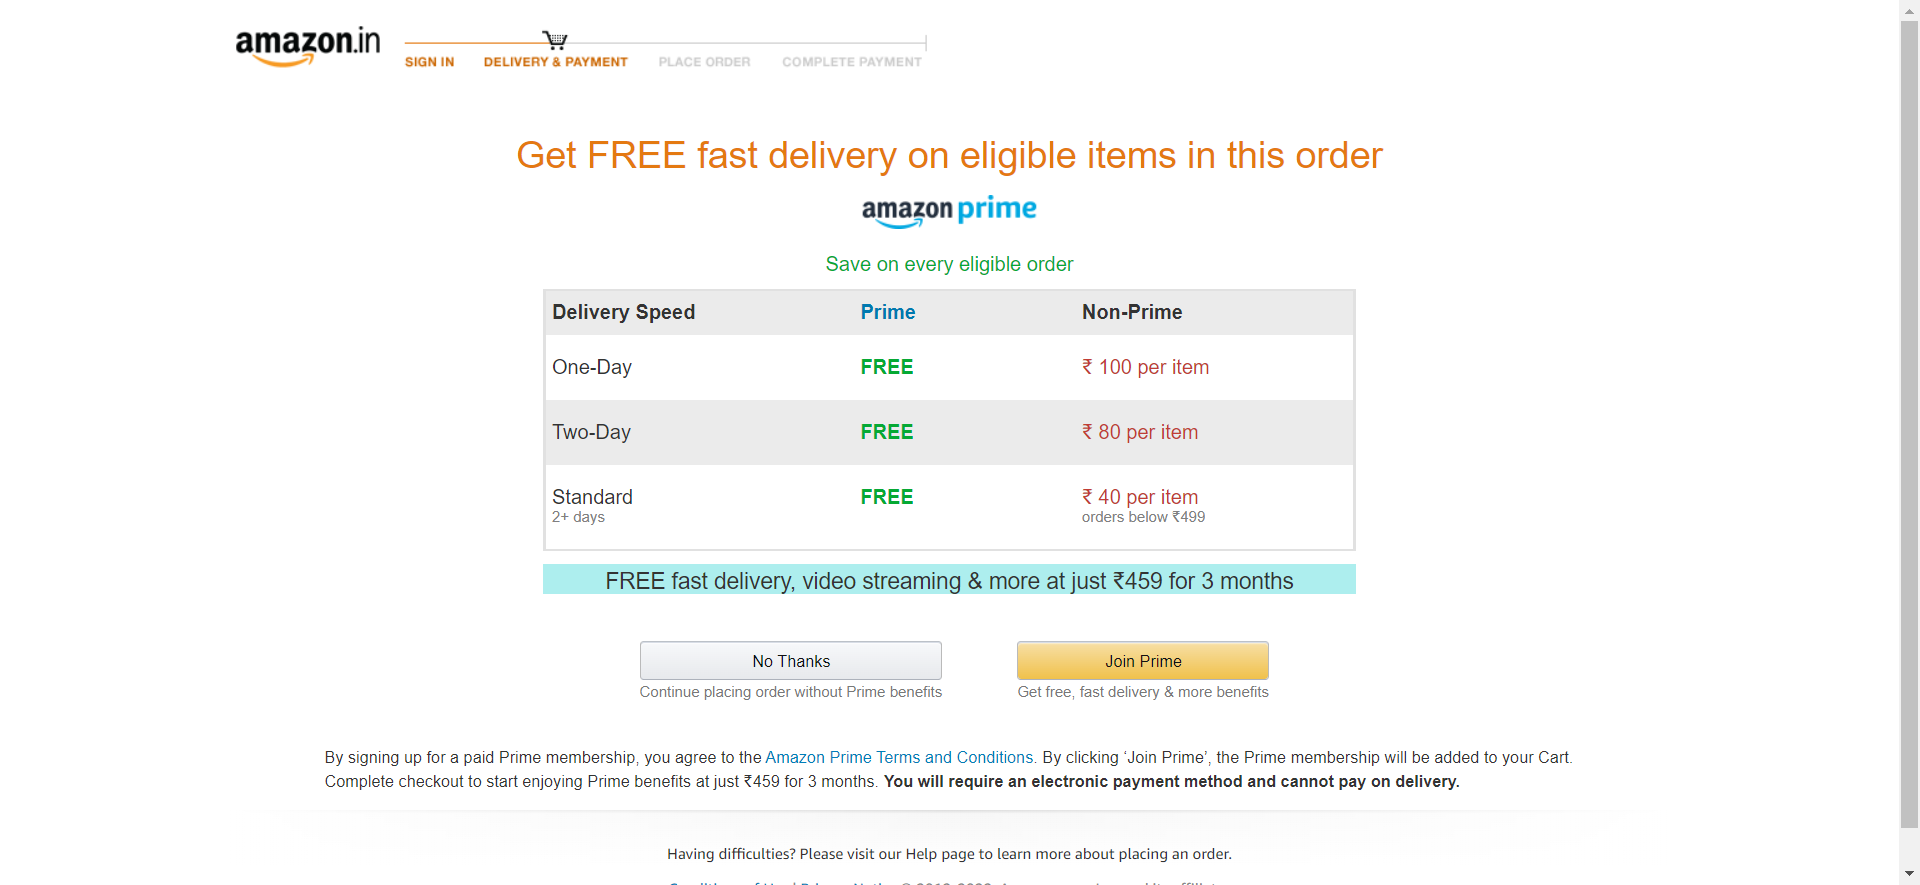 amazon.in
SIGN IN DELIVERY & PAYMENT PLACE ORDER COMPLETE PAYMENT
Get FREE fast delivery on eligible items in this order
amazon prime
Save on every eligible order
Delivery Speed Prime Non-Prime
One-Day FREE ₹ 100 per item
Two-Day FREE ₹ 80 per item
Standard FREE ₹ 40 per item
2+ days orders below ₹499
FREE fast delivery, video streaming & more at just ₹459 for 3 months
No Thanks Join Prime
Continue placing order without Prime benefits Get free, fast delivery & more benefits
By signing up for a paid Prime membership, you agree to the Amazon Prime Terms and Conditions. By clicking ‘Join Prime’, the Prime membership will be added to your Cart.
Complete checkout to start enjoying Prime benefits at just ₹459 for 3 months. You will require an electronic payment method and cannot pay on delivery.
Having difficulties? Please visit our Help page to learn more about placing an order.